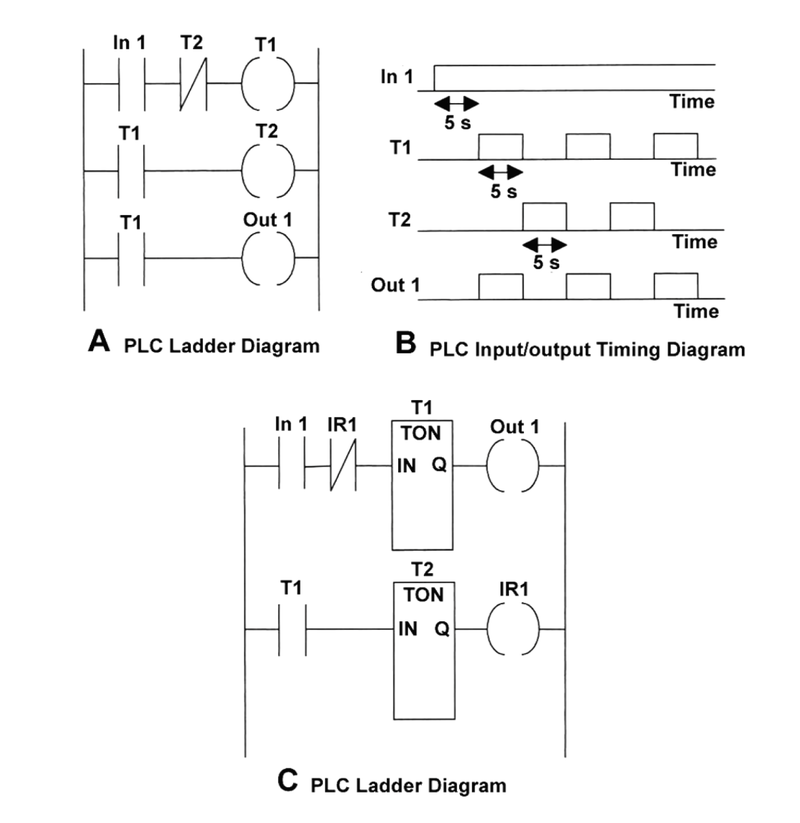 In 1 T2 T1
T1 T2
T1 Out 1
A PLC Ladder Diagram
In 1
Time
5 s
T1
Time
5 s
T2
Time
5 s
Out 1
Time
B PLC Input/output Timing Diagram
T1
In 1 IR1 Out 1
TON
IN Q
T2
T1 IR1
TON
IN Q
C PLC Ladder Diagram